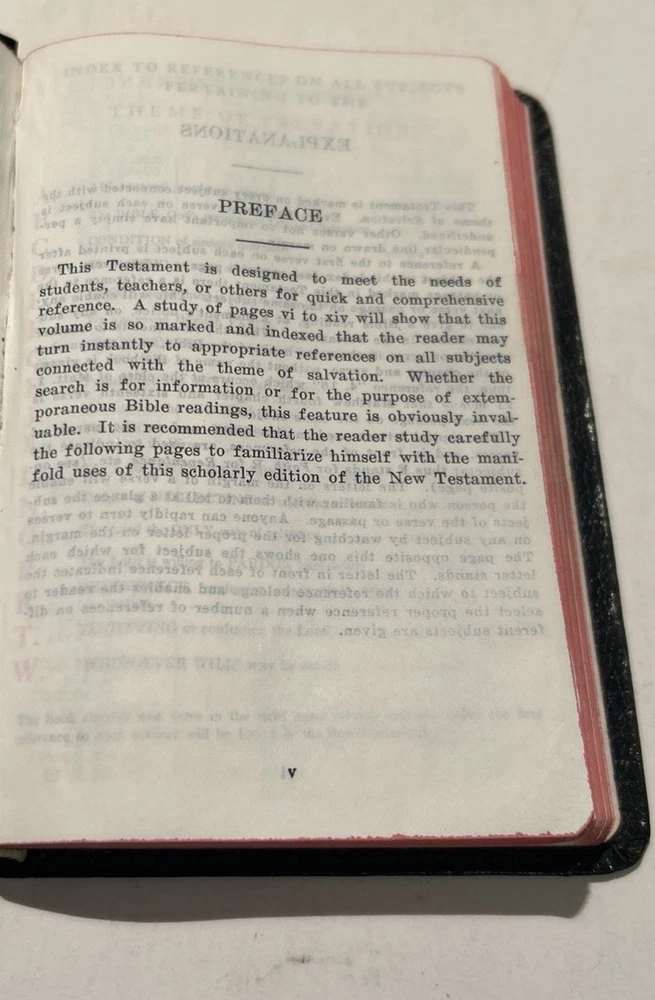 PREFACE
This Testament is designed to meet the needs of
students, teachers, or others for quick and comprehensive
reference. A study of pages vi to xiv will show that this
volume is so marked and indexed that the reader may
turn instantly to appropriate references on all subjects
connected with the theme of salvation. Whether the
search is for information or for the purpose of extem-
poraneous Bible readings, this feature is obviously inval-
uable. It is recommended that the reader study carefully
the following pages to familiarize himself with the mani-
fold uses of this scholarly edition of the New Testament.
v